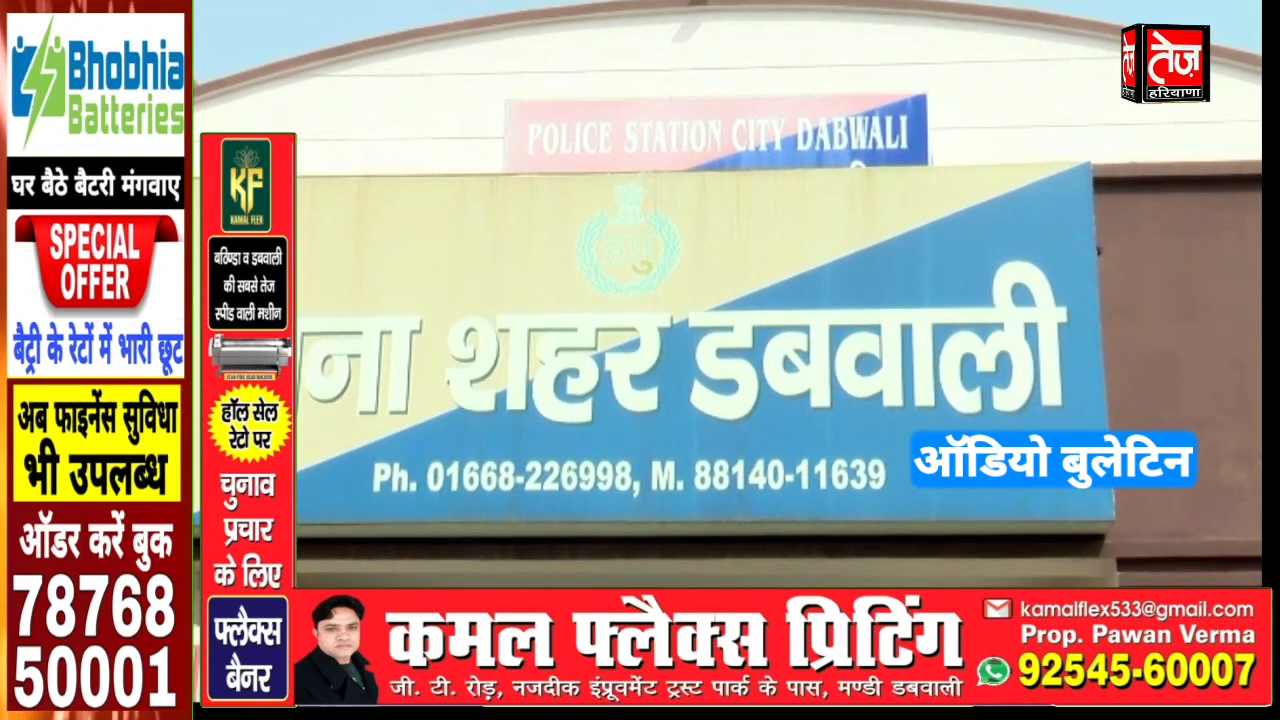 Bhobhia
Batteries
घर बैठे बैटरी मंगवाए
SPECIAL
OFFER
बैट्री के रेटों में भारी छूट
अब फाइनेंस सुविधा
भी उपलब्ध
ऑडर करें बुक
78768
50001
KF
KAMAL FLEX
बठिण्डा व डबवाली
की सबसे तेज
स्पीड वाली मशीन
हॉल सेल
रेटो पर
चुनाव
प्रचार
के लिए
फ्लैक्स
बैनर
तेज़
हरियाणा
POLICE STATION CITY DABWALI
हपु
ना शहर डबवाली
Ph. 01668-226998, M. 88140-11639
ऑडियो बुलेटिन
कमल फ्लैक्स प्रिटिंग
जी. टी. रोड़, नजदीक इंप्रूवमेंट ट्रस्ट पार्क के पास, मण्डी डबवाली
kamalflex533@gmail.com
Prop. Pawan Verma
92545-60007